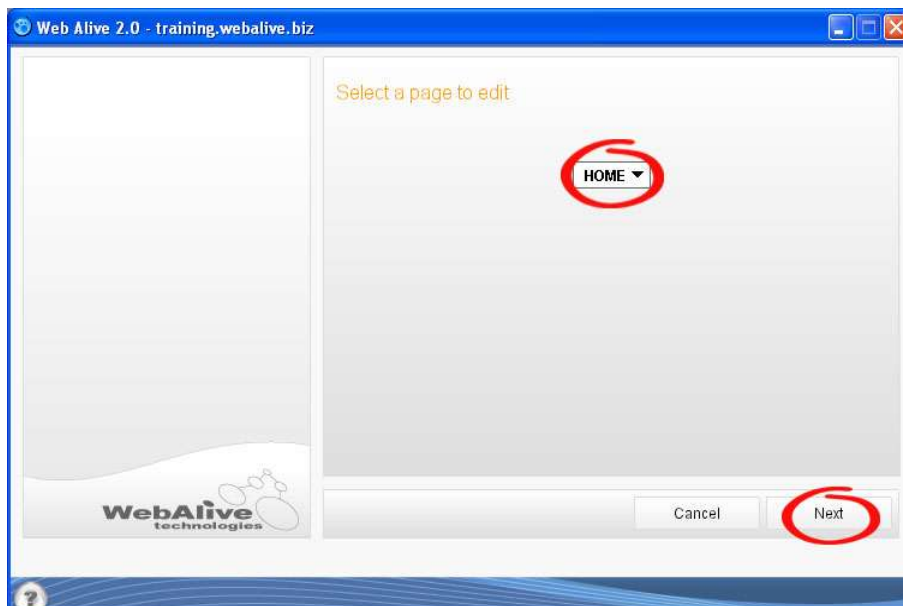 Web Alive 2.0 - training.webalive.biz
Select a page to edit
HOME
WebAlive
technologies
Cancel
Next
?